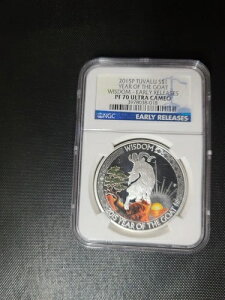 2015P TUVALU S$1
YEAR OF THE GOAT
WISDOM - EARLY RELEASES
PF 70 ULTRA CAMEO
NGC
EARLY RELEASES
WISDOM
2015 YEAR OF THE GOAT